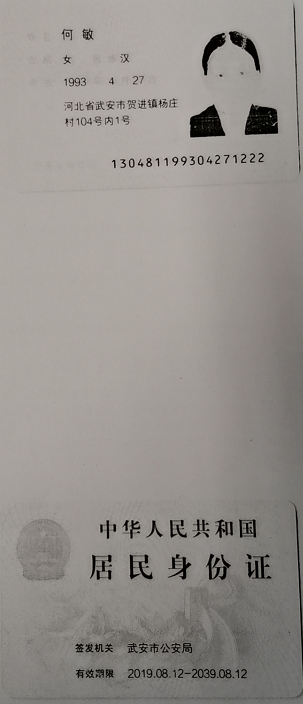 何敏
女 汉
1993 4 27
河北省武安市贺进镇杨庄
村104号内1号
130481199304271222
中华人民共和国
居民身份证
签发机关 武安市公安局
有效期限 2019.08.12-2039.08.12